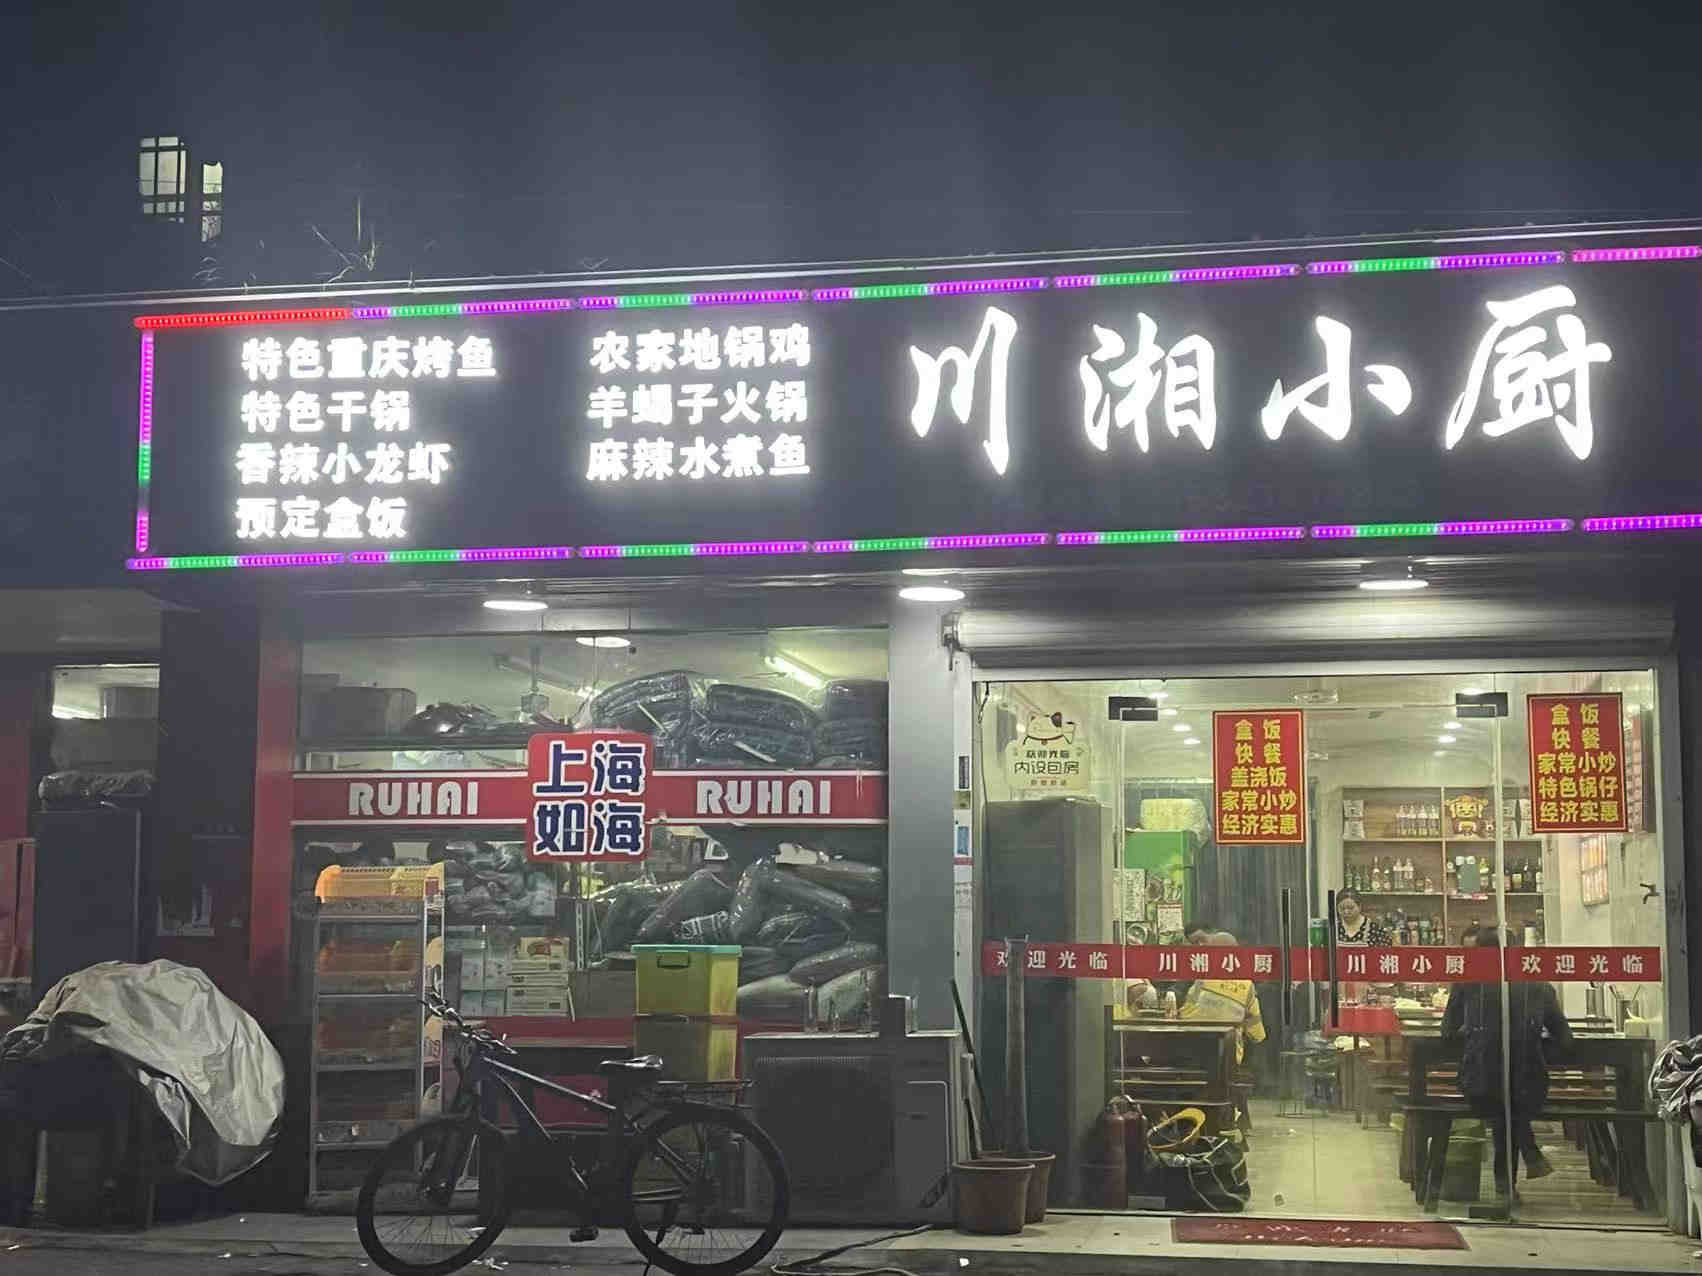 特色重庆烤鱼
特色干锅
香辣小龙虾
预定盒饭
农家地锅鸡
羊蝎子火锅
麻辣水煮鱼
川湘小厨
RUHAI
上海
如海
RUHAI
欢迎光临
内设包房
盒饭
快餐
盖浇饭
家常小炒
经济实惠
盒饭
快餐
家常小炒
特色锅仔
经济实惠
欢迎光临
川湘小厨
川湘小厨
欢迎光临